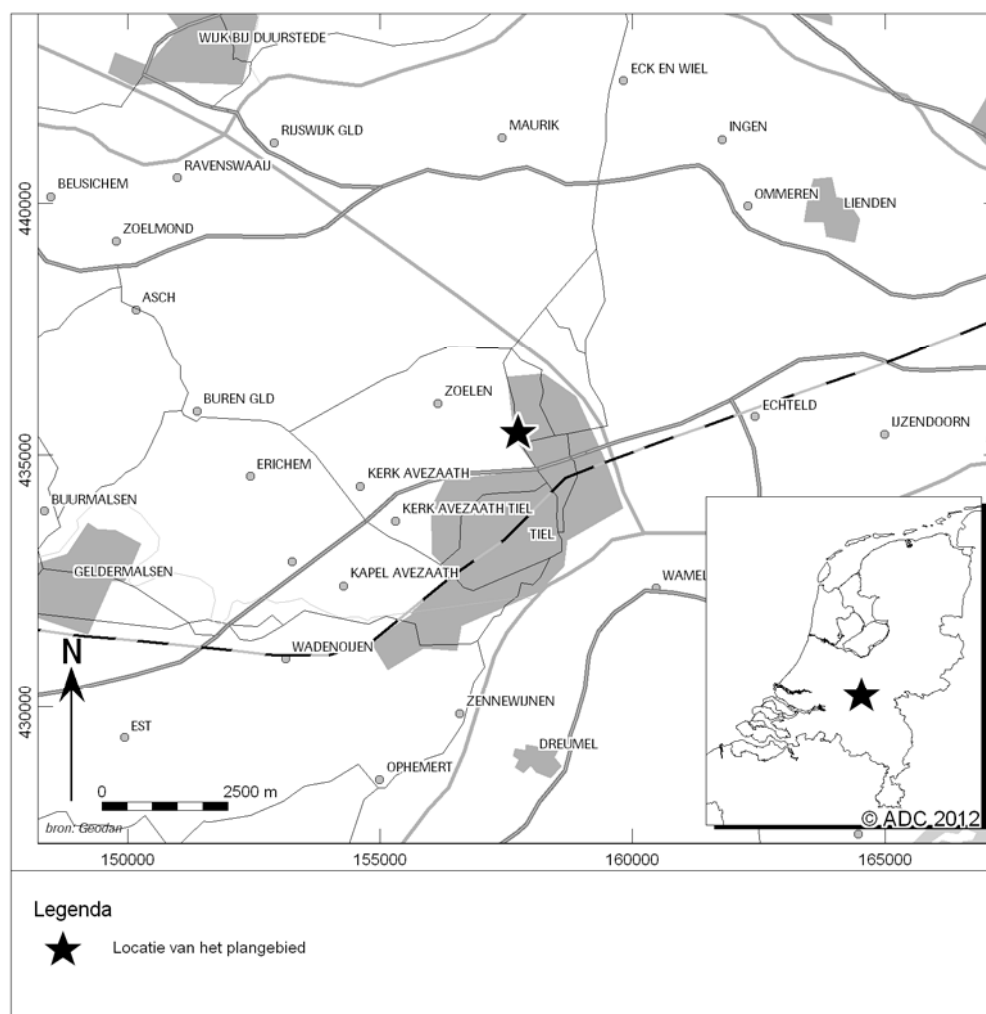 WIJK BIJ DUURSTEDE
ECK EN WIEL
RIJSWIJK GLD
MAURIK
INGEN
RAVENSWAAIJ
BEUSICHEM
OMMEREN
LIENDEN
ZOELMOND
440000
ASCH
ZOELEN
BUREN GLD
ECHTELD
IJZENDOORN
435000
ERICHEM
KERK AVEZAATH
BUURMALSEN
KERK AVEZAATH TIEL
TIEL
GELDERMALSEN
KAPEL AVEZAATH
WAMEL
WADENOIJEN
N
430000
ZENNEWIJNEN
EST
DREUMEL
OPHEMERT
0 2500 m
bron: Geodan
© ADC 2012
150000 155000 160000 165000
Legenda
Locatie van het plangebied